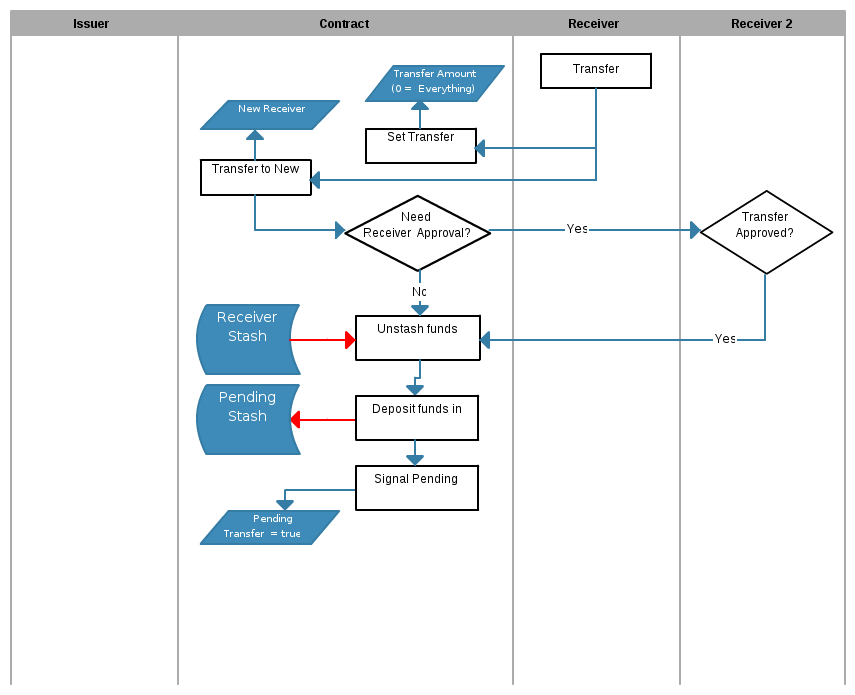 Issuer
Contract
Receiver
Receiver 2
Transfer
Transfer Amount
(0 = Everything)
New Receiver
Set Transfer
Transfer to New
Need
Receiver Approval?
Yes
Transfer
Approved?
No
Receiver
Stash
Unstash funds
Yes
Pending
Stash
Deposit funds in
Signal Pending
Pending
Transfer = true